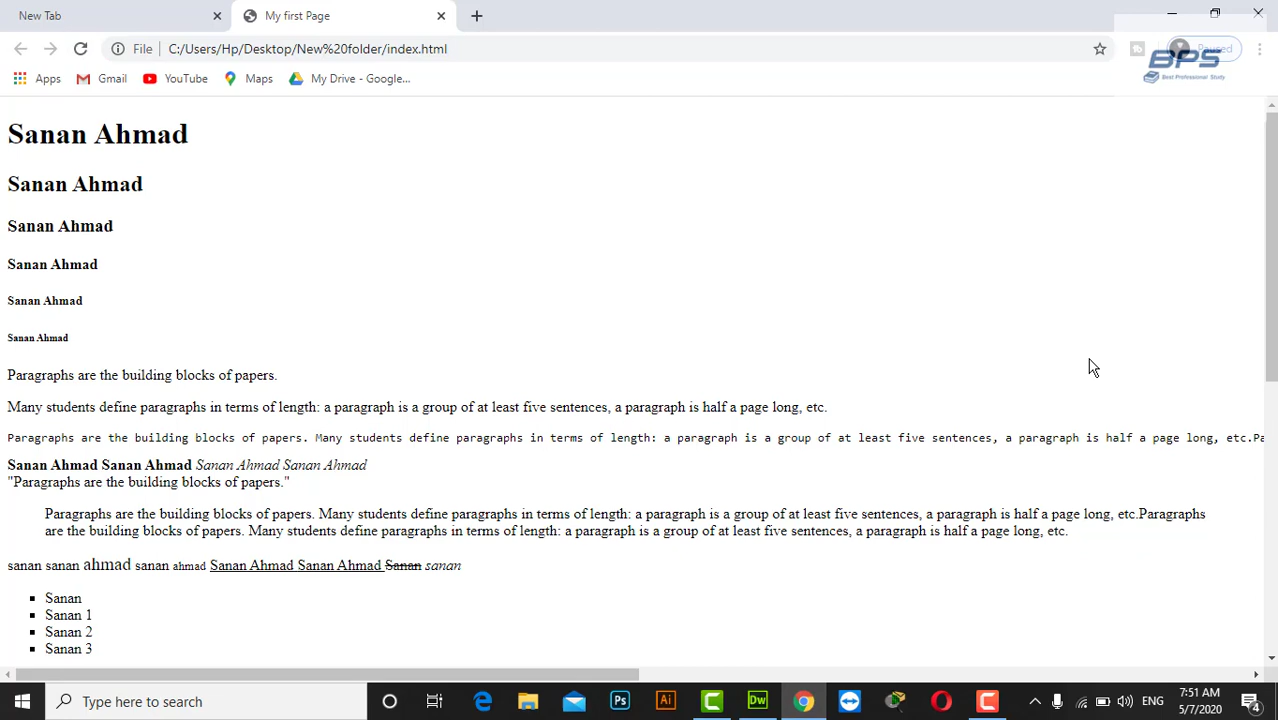 New Tab
My first Page
File
C:/Users/Hp/Desktop/New%20folder/index.html
Paused
Apps
Gmail
YouTube
Maps
My Drive - Google...
BPS
Best Professional Study
Sanan Ahmad
Sanan Ahmad
Sanan Ahmad
Sanan Ahmad
Sanan Ahmad
Sanan Ahmad
Paragraphs are the building blocks of papers.
Many students define paragraphs in terms of length: a paragraph is a group of at least five sentences, a paragraph is half a page long, etc.
Paragraphs are the building blocks of papers. Many students define paragraphs in terms of length: a paragraph is a group of at least five sentences, a paragraph is half a page long, etc.Pa
Sanan Ahmad Sanan Ahmad Sanan Ahmad Sanan Ahmad
"Paragraphs are the building blocks of papers."
Paragraphs are the building blocks of papers. Many students define paragraphs in terms of length: a paragraph is a group of at least five sentences, a paragraph is half a page long, etc.Paragraphs
are the building blocks of papers. Many students define paragraphs in terms of length: a paragraph is a group of at least five sentences, a paragraph is half a page long, etc.
sanan sanan ahmad sanan ahmad Sanan Ahmad Sanan Ahmad Sanan sanan
Sanan
Sanan 1
Sanan 2
Sanan 3
Type here to search
Ps
Ai
Dw
ENG
7:51 AM
5/7/2020
4